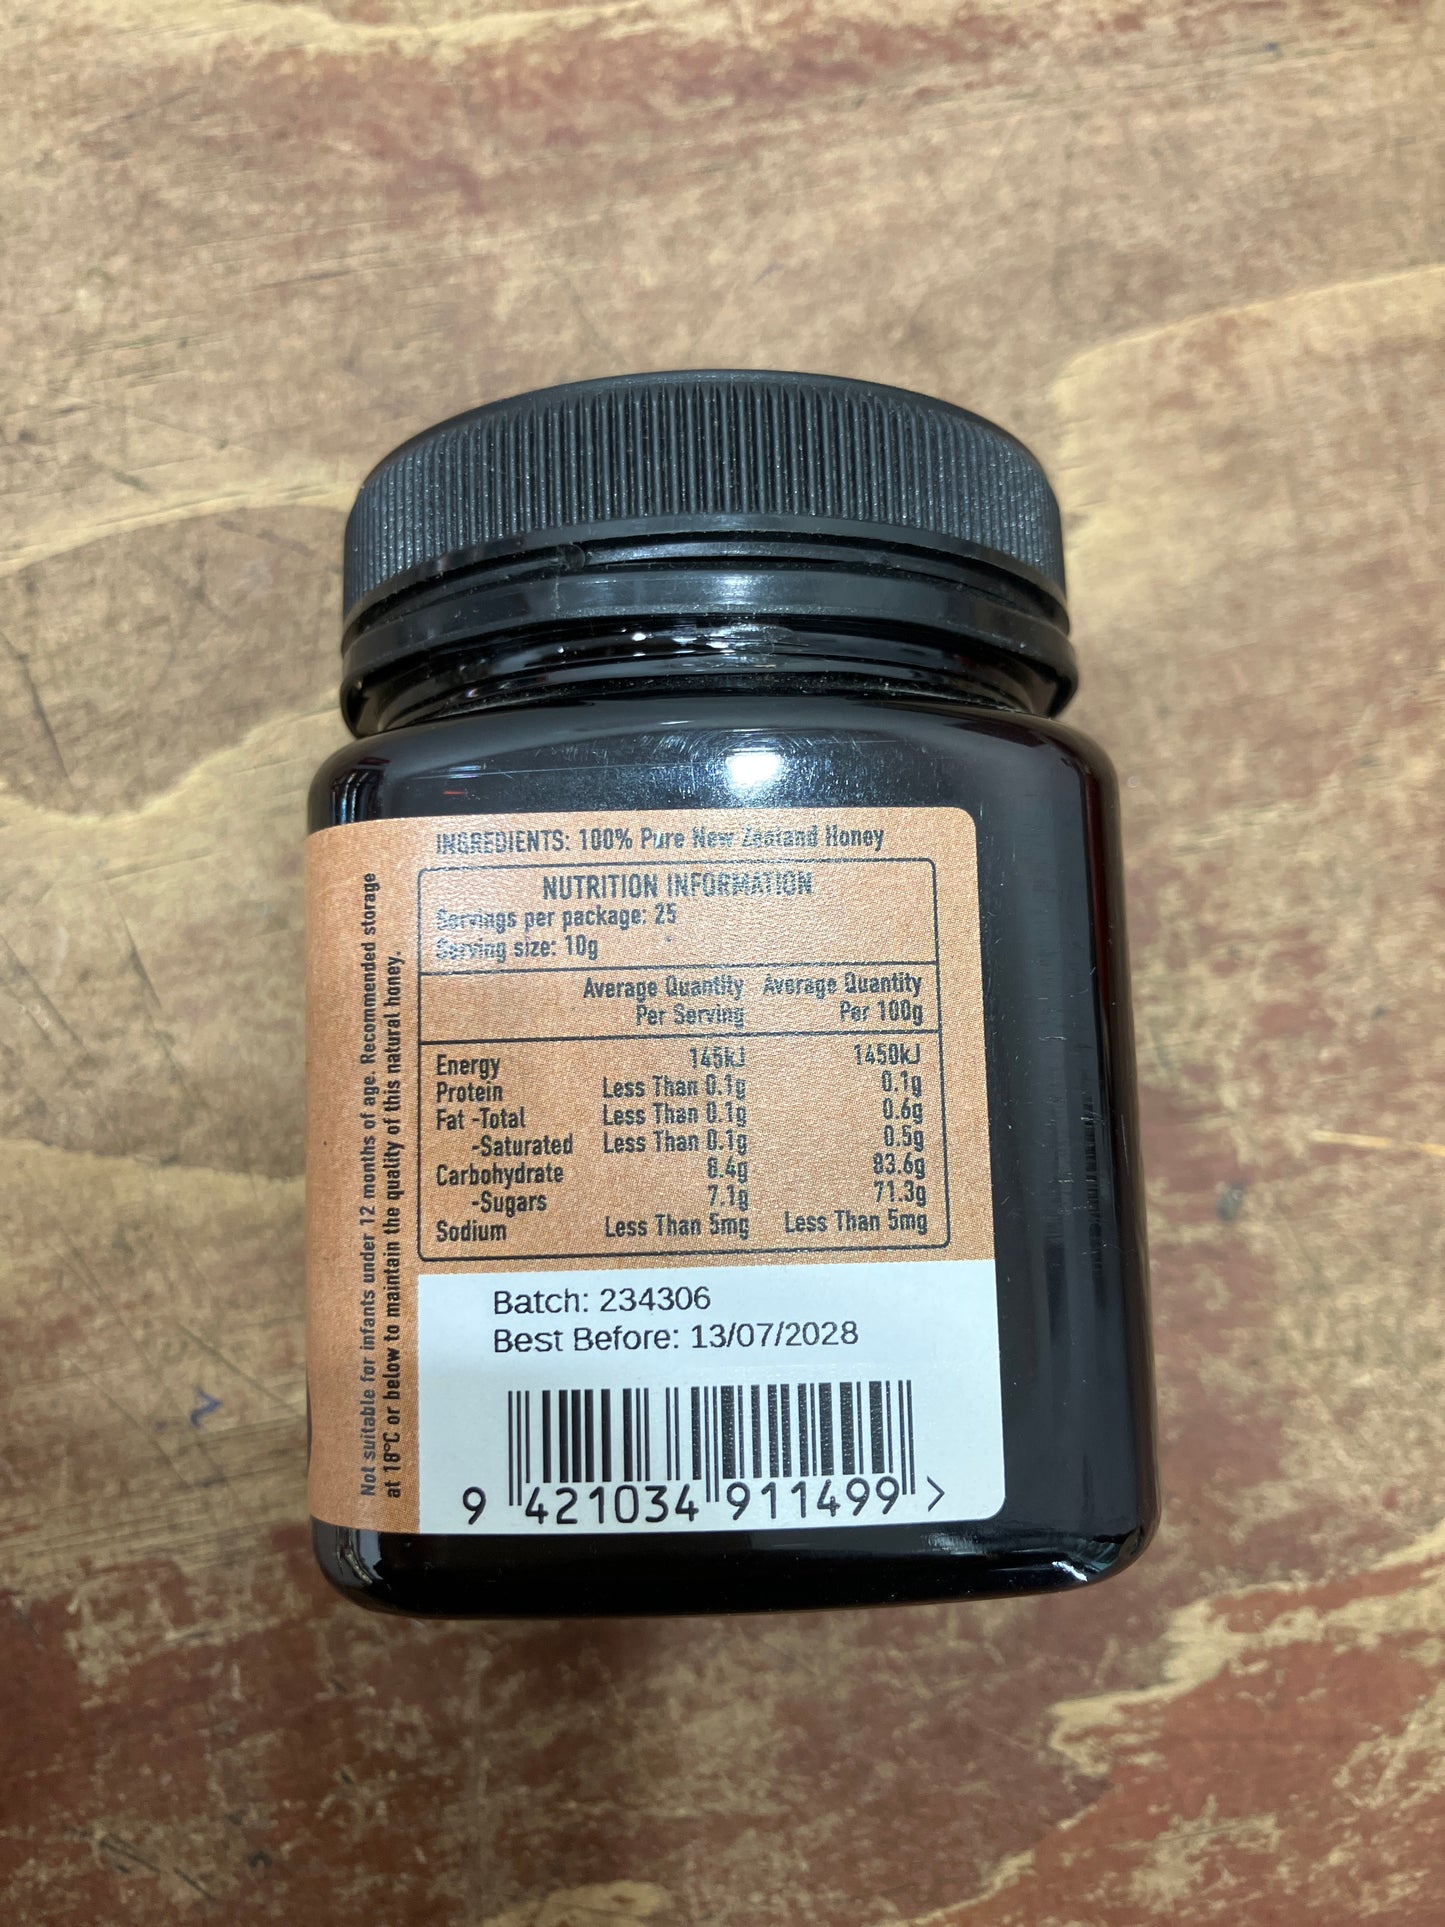 INGREDIENTS: 100% Pure New Zealand Honey
NUTRITION INFORMATION
Servings per package: 25
Serving size: 10g
Average Quantity Per Serving Average Quantity Per 100g
Energy 145kJ 1450kJ
Protein Less Than 0.1g 0.1g
Fat -Total Less Than 0.1g 0.6g
-Saturated Less Than 0.1g 0.5g
Carbohydrate 8.4g 83.6g
-Sugars 7.1g 71.3g
Sodium Less Than 5mg Less Than 5mg
Not suitable for infants under 12 months of age. Recommended storage
at 18°C or below to maintain the quality of this natural honey.
Batch: 234306
Best Before: 13/07/2028
9 421034 911499 >